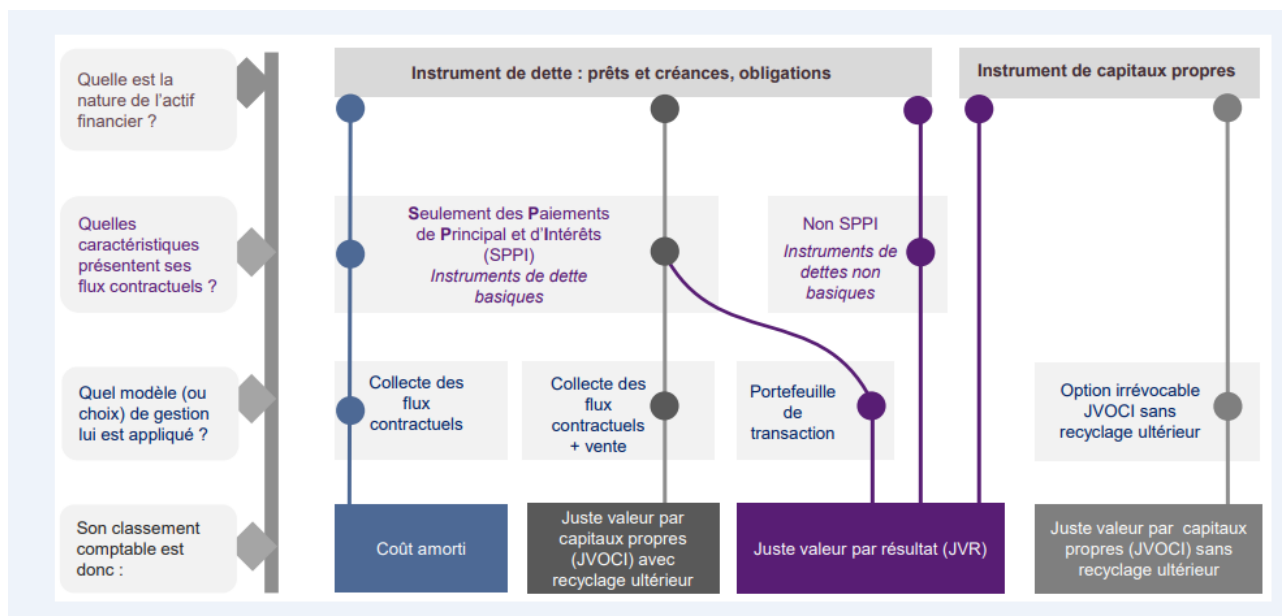 Quelle est la
nature de l'actif
financier ?
Instrument de dette : prêts et créances, obligations
Instrument de capitaux propres
Quelles
caractéristiques
présentent ses
flux contractuels ?
Seulement des Paiements
de Principal et d'Intérêts
(SPPI)
Instruments de dette
basiques
Non SPPI
Instruments de
dettes non
basiques
Quel modèle (ou
choix) de gestion
lui est appliqué ?
Collecte des
flux
contractuels
Collecte des
flux
contractuels
+ vente
Portefeuille
de
transaction
Option irrévocable
JVOCI sans
recyclage ultérieur
Son classement
comptable est
donc :
Coût amorti
Juste valeur par
capitaux propres
(JVOCI) avec
recyclage ultérieur
Juste valeur par résultat (JVR)
Juste valeur par capitaux
propres (JVOCI) sans
recyclage ultérieur